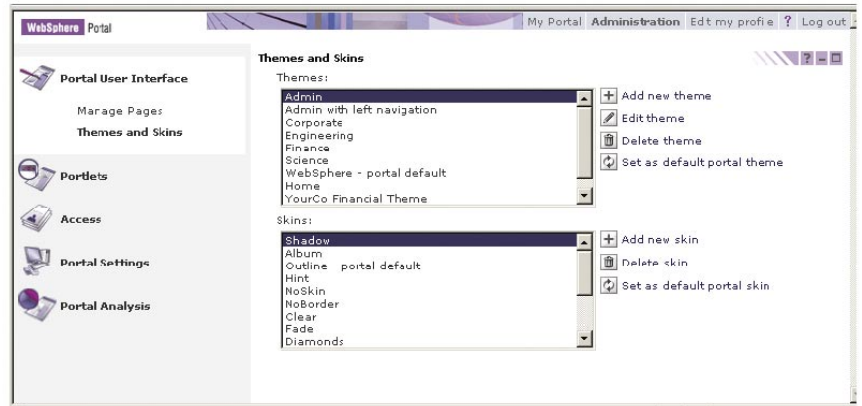 WebSphere Portal
My Portal Administration Edt my profie ? Log out
Portal User Interface
Manage Pages
Themes and Skins
Portlets
Access
Portal Settings
Portal Analysis
Themes and Skins
?
Themes:
Admin
Admin with left navigation
Corporate
Engineering
Finance
Science
WebSphere - portal default
Home
YourCo Financial Theme
Add new theme
Edit theme
Delete theme
Set as default portal theme
Skins:
Shadow
Album
Outline portal default
Hint
NoSkin
NoBorder
Clear
Fade
Diamonds
Add new skin
Delete skin
Set as default portal skin